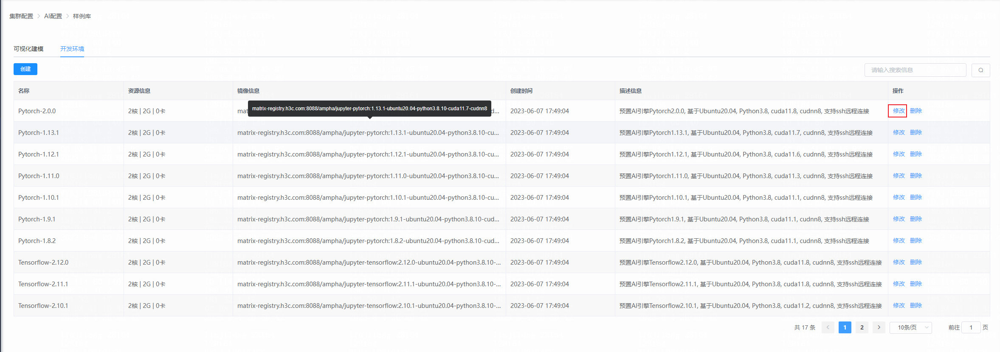 集群配置 > AI配置 > 样例库
可视化建模 开发环境
创建 请输入搜索信息
名称 资源信息 镜像信息 创建时间 描述信息 操作
matrix-registry.h3c.com:8088/ampha/jupyter-pytorch:1.13.1-ubuntu20.04-python3.8.10-cuda11.7-cudnn8
Pytorch-2.0.0 2核 | 2G | 0卡 mat d... 2023-06-07 17:49:04 预置AI引擎Pytorch2.0.0, 基于Ubuntu20.04, Python3.8, cuda11.8, cudnn8, 支持ssh远程连接 修改 删除
Pytorch-1.13.1 2核 | 2G | 0卡 matrix-registry.h3c.com:8088/ampha/jupyter-pytorch:1.13.1-ubuntu20.04-python3.8.10-cu... 2023-06-07 17:49:04 预置AI引擎Pytorch1.13.1, 基于Ubuntu20.04, Python3.8, cuda11.7, cudnn8, 支持ssh远程连接 修改 删除
Pytorch-1.12.1 2核 | 2G | 0卡 matrix-registry.h3c.com:8088/ampha/jupyter-pytorch:1.12.1-ubuntu20.04-python3.8.10-cu... 2023-06-07 17:49:04 预置AI引擎Pytorch1.12.1, 基于Ubuntu20.04, Python3.8, cuda11.6, cudnn8, 支持ssh远程连接 修改 删除
Pytorch-1.11.0 2核 | 2G | 0卡 matrix-registry.h3c.com:8088/ampha/jupyter-pytorch:1.11.0-ubuntu20.04-python3.8.10-cu... 2023-06-07 17:49:04 预置AI引擎Pytorch1.11.0, 基于Ubuntu20.04, Python3.8, cuda11.3, cudnn8, 支持ssh远程连接 修改 删除
Pytorch-1.10.1 2核 | 2G | 0卡 matrix-registry.h3c.com:8088/ampha/jupyter-pytorch:1.10.1-ubuntu20.04-python3.8.10-cu... 2023-06-07 17:49:04 预置AI引擎Pytorch1.10.1, 基于Ubuntu20.04, Python3.8, cuda11.1, cudnn8, 支持ssh远程连接 修改 删除
Pytorch-1.9.1 2核 | 2G | 0卡 matrix-registry.h3c.com:8088/ampha/jupyter-pytorch:1.9.1-ubuntu20.04-python3.8.10-cud... 2023-06-07 17:49:04 预置AI引擎Pytorch1.9.1, 基于Ubuntu20.04, Python3.8, cuda11.1, cudnn8, 支持ssh远程连接 修改 删除
Pytorch-1.8.2 2核 | 2G | 0卡 matrix-registry.h3c.com:8088/ampha/jupyter-pytorch:1.8.2-ubuntu20.04-python3.8.10-cud... 2023-06-07 17:49:04 预置AI引擎Pytorch1.8.2, 基于Ubuntu20.04, Python3.8, cuda11.1, cudnn8, 支持ssh远程连接 修改 删除
Tensorflow-2.12.0 2核 | 2G | 0卡 matrix-registry.h3c.com:8088/ampha/jupyter-tensorflow:2.12.0-ubuntu20.04-python3.8.10-... 2023-06-07 17:49:04 预置AI引擎Tensorflow2.12.0, 基于Ubuntu20.04, Python3.8, cuda11.8, cudnn8, 支持ssh远程连接 修改 删除
Tensorflow-2.11.1 2核 | 2G | 0卡 matrix-registry.h3c.com:8088/ampha/jupyter-tensorflow:2.11.1-ubuntu20.04-python3.8.10-... 2023-06-07 17:49:04 预置AI引擎Tensorflow2.11.1, 基于Ubuntu20.04, Python3.8, cuda11.8, cudnn8, 支持ssh远程连接 修改 删除
Tensorflow-2.10.1 2核 | 2G | 0卡 matrix-registry.h3c.com:8088/ampha/jupyter-tensorflow:2.10.1-ubuntu20.04-python3.8.10-... 2023-06-07 17:49:04 预置AI引擎Tensorflow2.10.1, 基于Ubuntu20.04, Python3.8, cuda11.2, cudnn8, 支持ssh远程连接 修改 删除
共 17 条 < 1 2 > 10条/页 前往 1 页